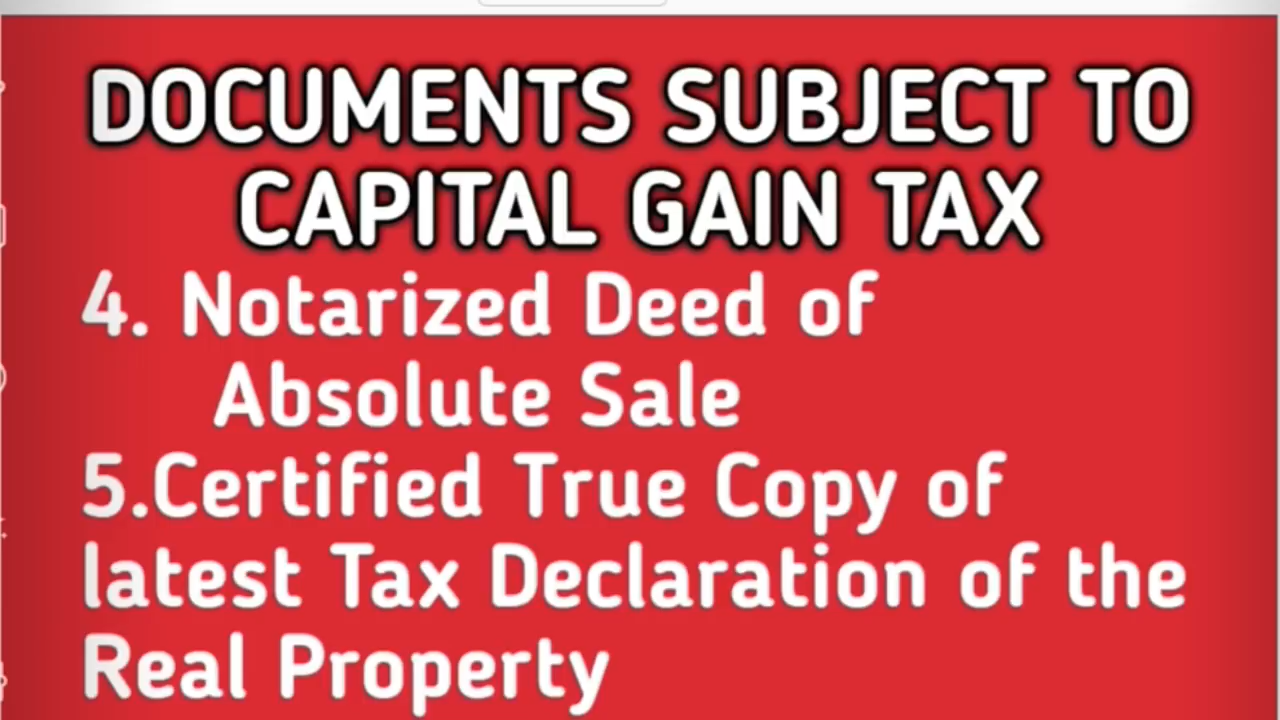 DOCUMENTS SUBJECT TO
CAPITAL GAIN TAX
4. Notarized Deed of
Absolute Sale
5.Certified True Copy of
latest Tax Declaration of the
Real Property